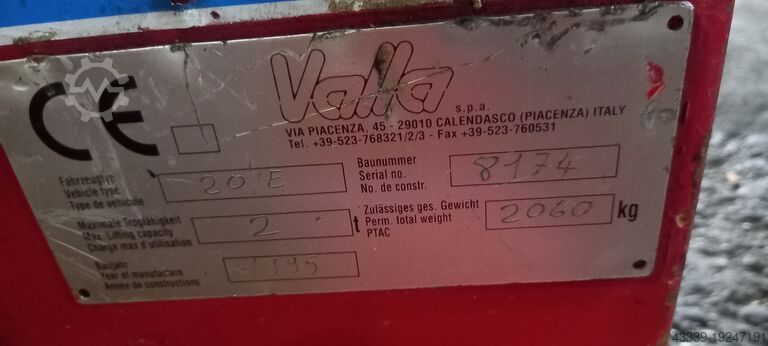 CE
Valla
s.p.a.
VIA PIACENZA, 45 - 29010 CALENDASCO (PIACENZA) ITALY
Tel. +39-523-768321/2/3 - Fax +39-523-760531
Fahrzeugtyp
Vehicle type
Type de véhicule
20 E
Baunummer
Serial no.
No. de constr.
8174
Maximale Tragfähigkeit
Max. Lifting capacity
Charge max d'utilisation
2 t
Zulässiges ges. Gewicht
Perm. total weight
PTAC
2060 kg
Baujahr
Year of manufacture
Année de constructions
1995
43389-19247191